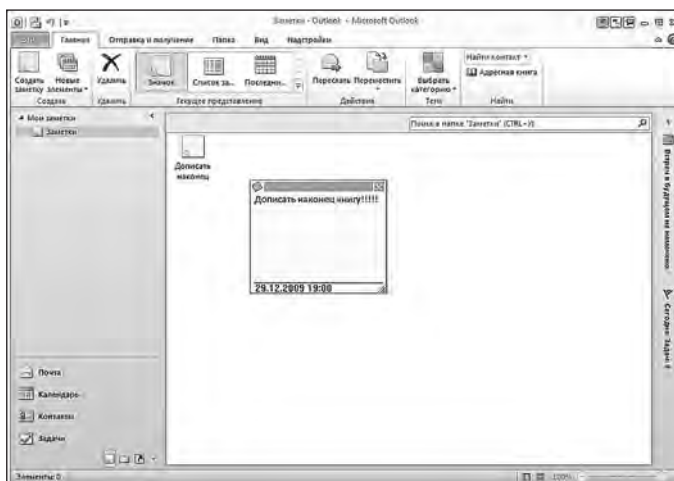 Заметки - Outlook - Microsoft Outlook
Главная Отправка и получение Папка Вид Надстройки
Создать заметку
Новые элементы
Удалить
Значок
Список за...
Последни...
Переслать
Переместить
Выбрать категорию
Найти контакт
Адресная книга
Создать Удалить Текущее представление Действия Теги Найти
Мои заметки
Заметки
Поиск в папке "Заметки" (CTRL+У)
Дописать наконец
Дописать наконец книгу!!!!!
29.12.2009 19:00
Почта
Календарь
Контакты
Задачи
Встреч в будущем не назначено
Сегодня: Задач: 0
Элементы: 0
100%